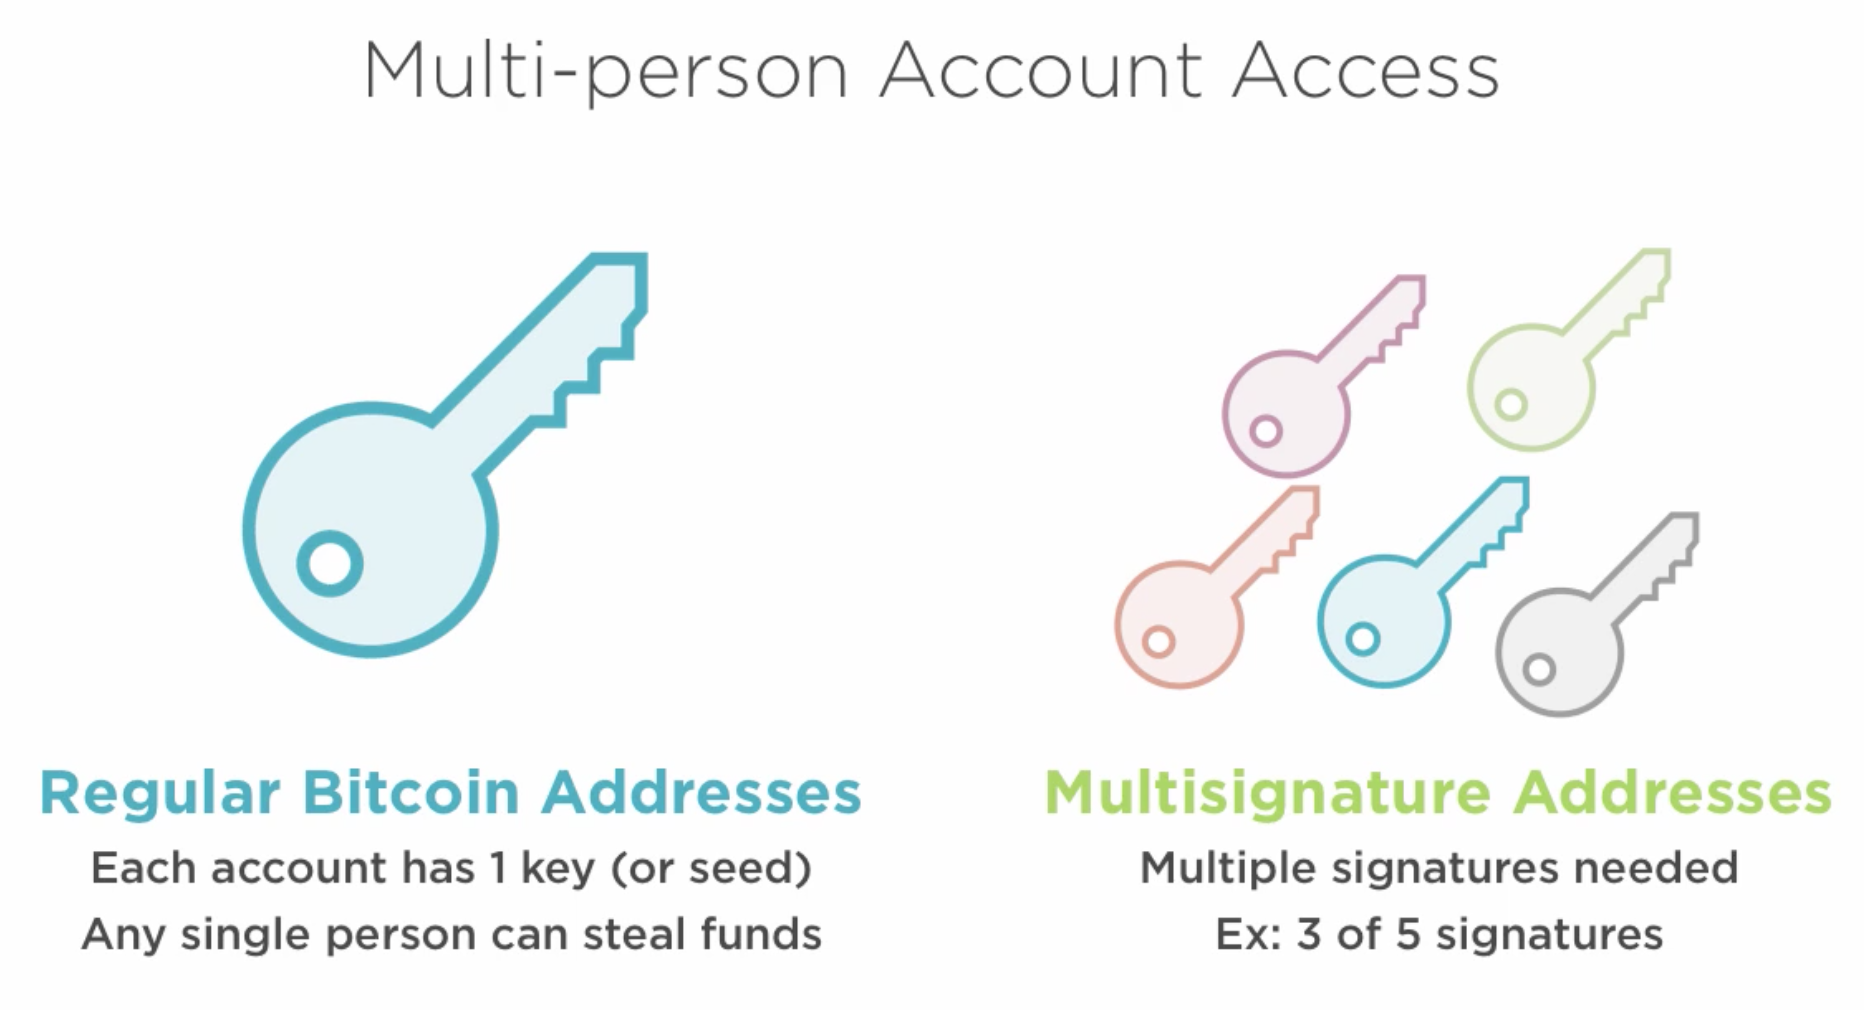 Multi-person Account Access
Regular Bitcoin Addresses
Each account has 1 key (or seed)
Any single person can steal funds
Multisignature Addresses
Multiple signatures needed
Ex: 3 of 5 signatures